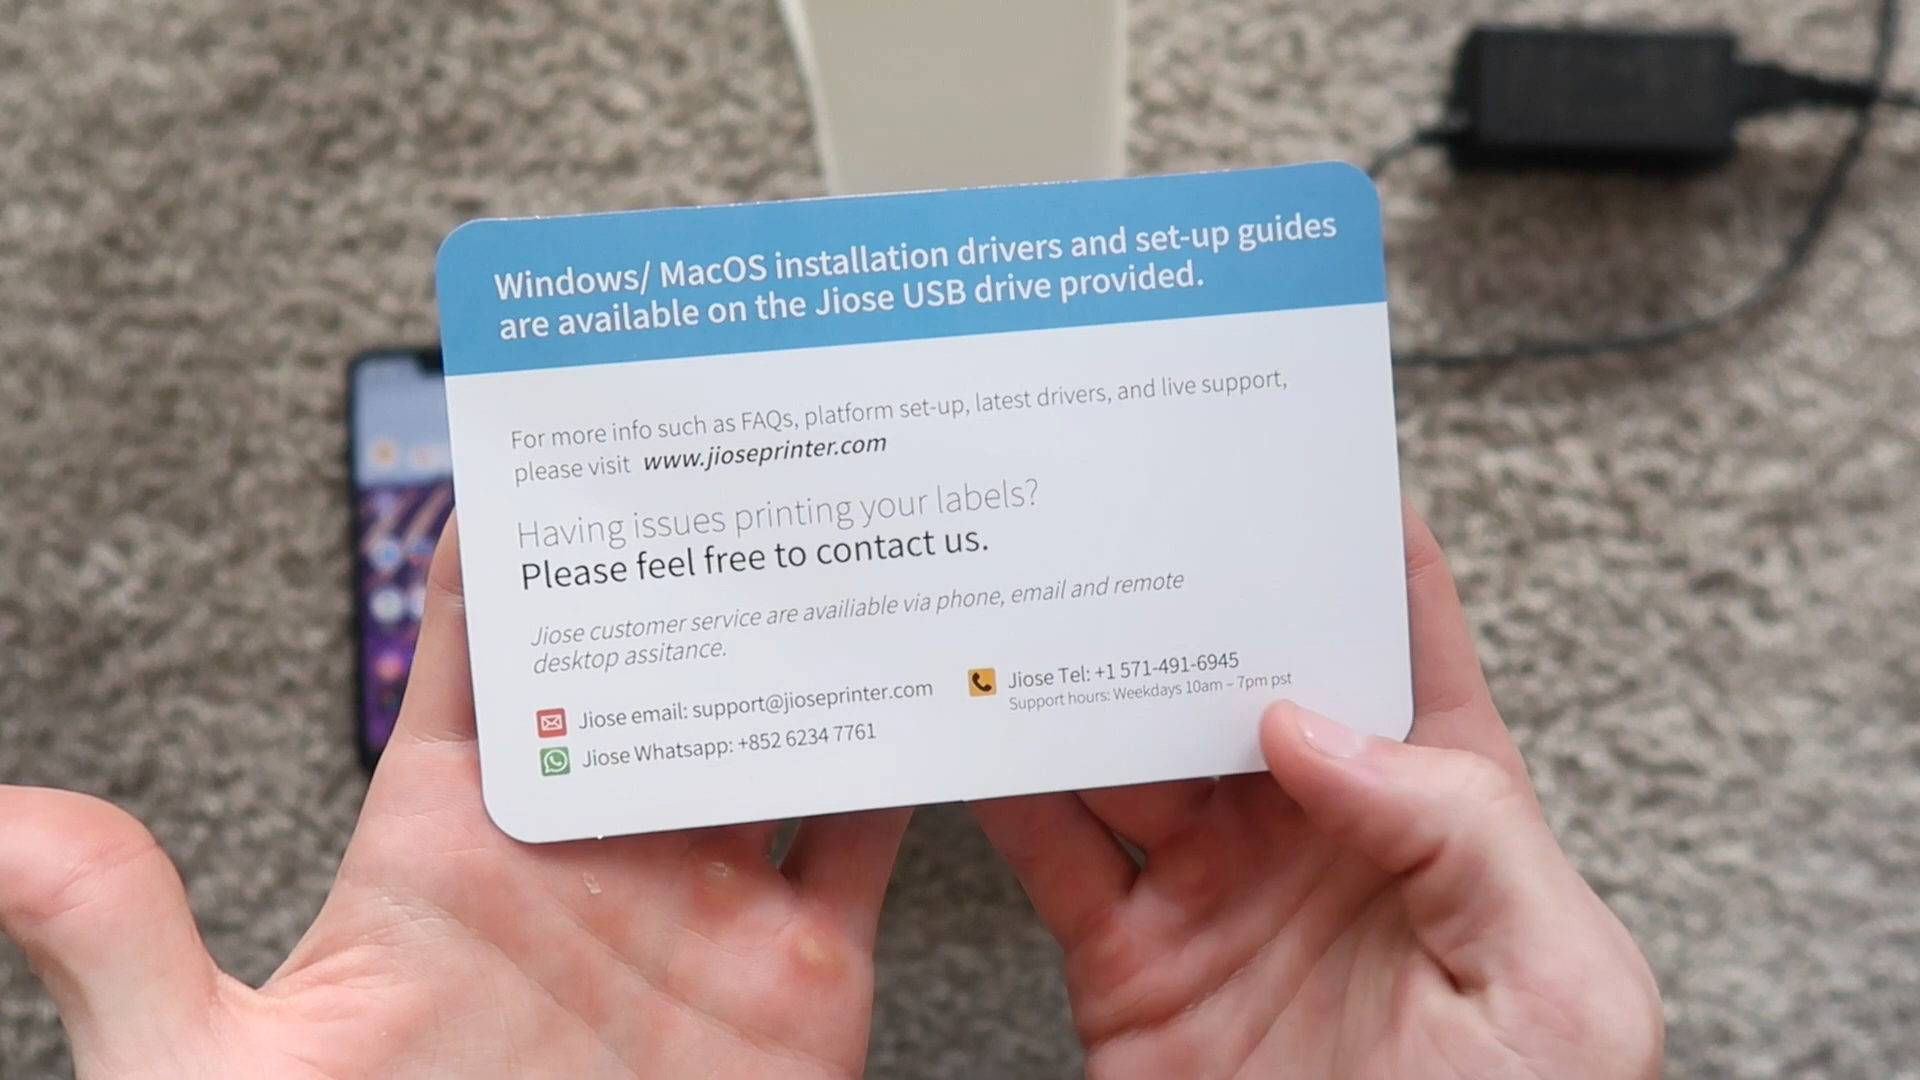 Windows/ MacOS installation drivers and set-up guides
are available on the Jiose USB drive provided.
For more info such as FAQs, platform set-up, latest drivers, and live support,
please visit www.jioseprinter.com
Having issues printing your labels?
Please feel free to contact us.
Jiose customer service are availiable via phone, email and remote
desktop assitance.
Jiose email: support@jioseprinter.com
Jiose Whatsapp: +852 6234 7761
Jiose Tel: +1 571-491-6945
Support hours: Weekdays 10am – 7pm pst